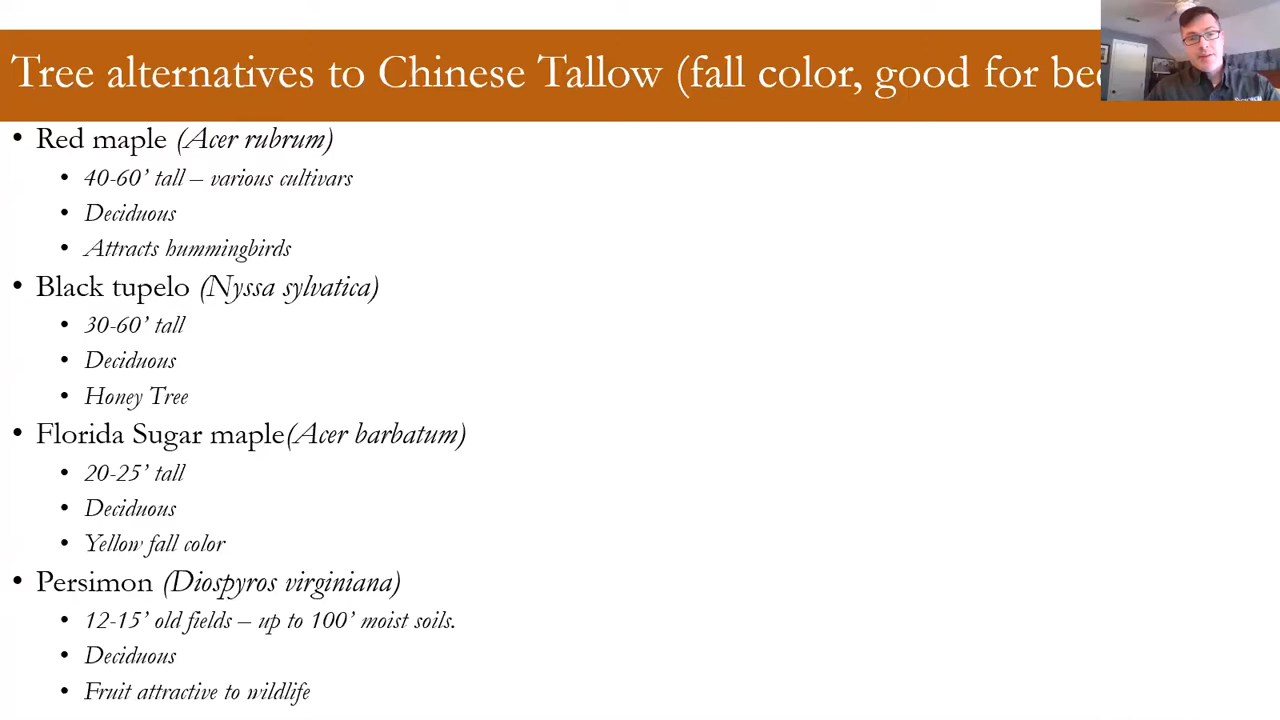 Tree alternatives to Chinese Tallow (fall color, good for
• Red maple (Acer rubrum)
• 40-60’ tall – various cultivars
• Deciduous
• Attracts hummingbirds
• Black tupelo (Nyssa sylvatica)
• 30-60’ tall
• Deciduous
• Honey Tree
• Florida Sugar maple(Acer barbatum)
• 20-25’ tall
• Deciduous
• Yellow fall color
• Persimon (Diospyros virginiana)
• 12-15’ old fields – up to 100’ moist soils.
• Deciduous
• Fruit attractive to wildlife